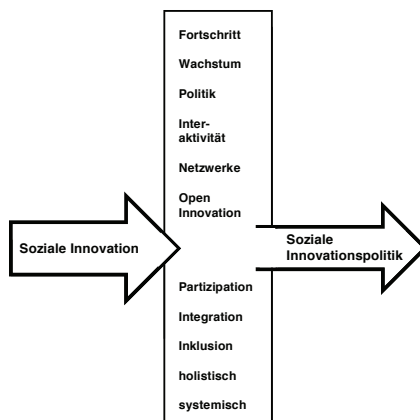 Fortschritt
Wachstum
Politik
Inter-
aktivität
Netzwerke
Open
Innovation
Soziale Innovation
Soziale
Innovationspolitik
Partizipation
Integration
Inklusion
holistisch
systemisch